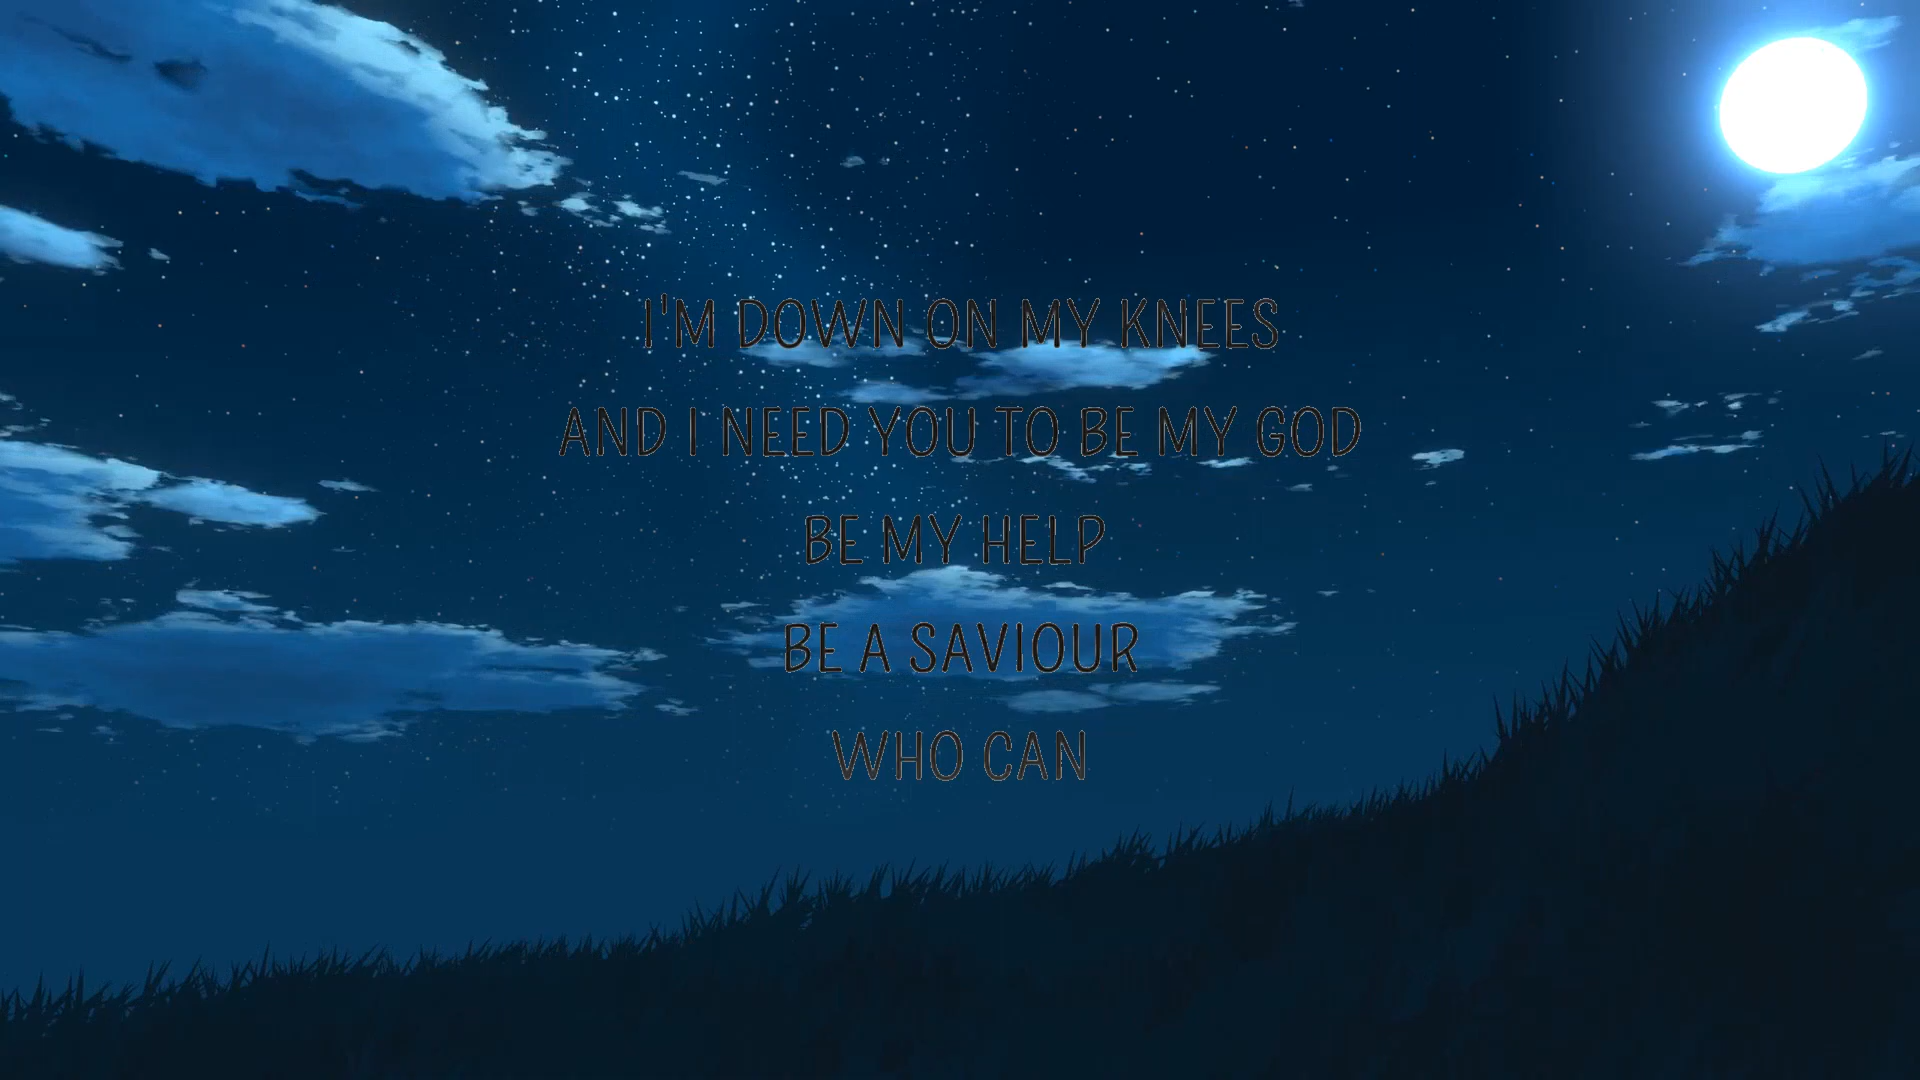 I'M DOWN ON MY KNEES
AND I NEED YOU TO BE MY GOD
BE MY HELP
BE A SAVIOUR
WHO CAN